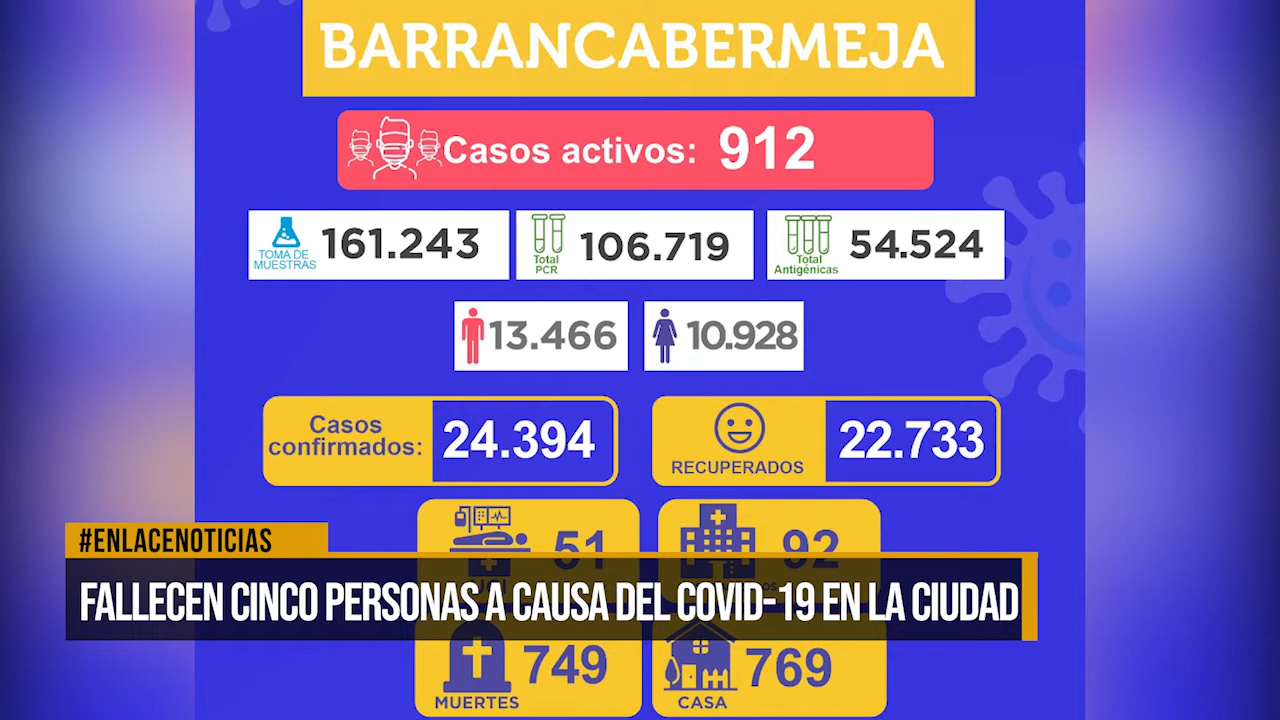 BARRANCABERMEJA
Casos activos: 912
TOMA DE
MUESTRAS
161.243
Total
PCR
106.719
Total
Antigénicas
54.524
13.466
10.928
Casos
confirmados:
24.394
RECUPERADOS
22.733
51
92
#ENLACENOTICIAS
FALLECEN CINCO PERSONAS A CAUSA DEL COVID-19 EN LA CIUDAD
MUERTES
749
CASA
769